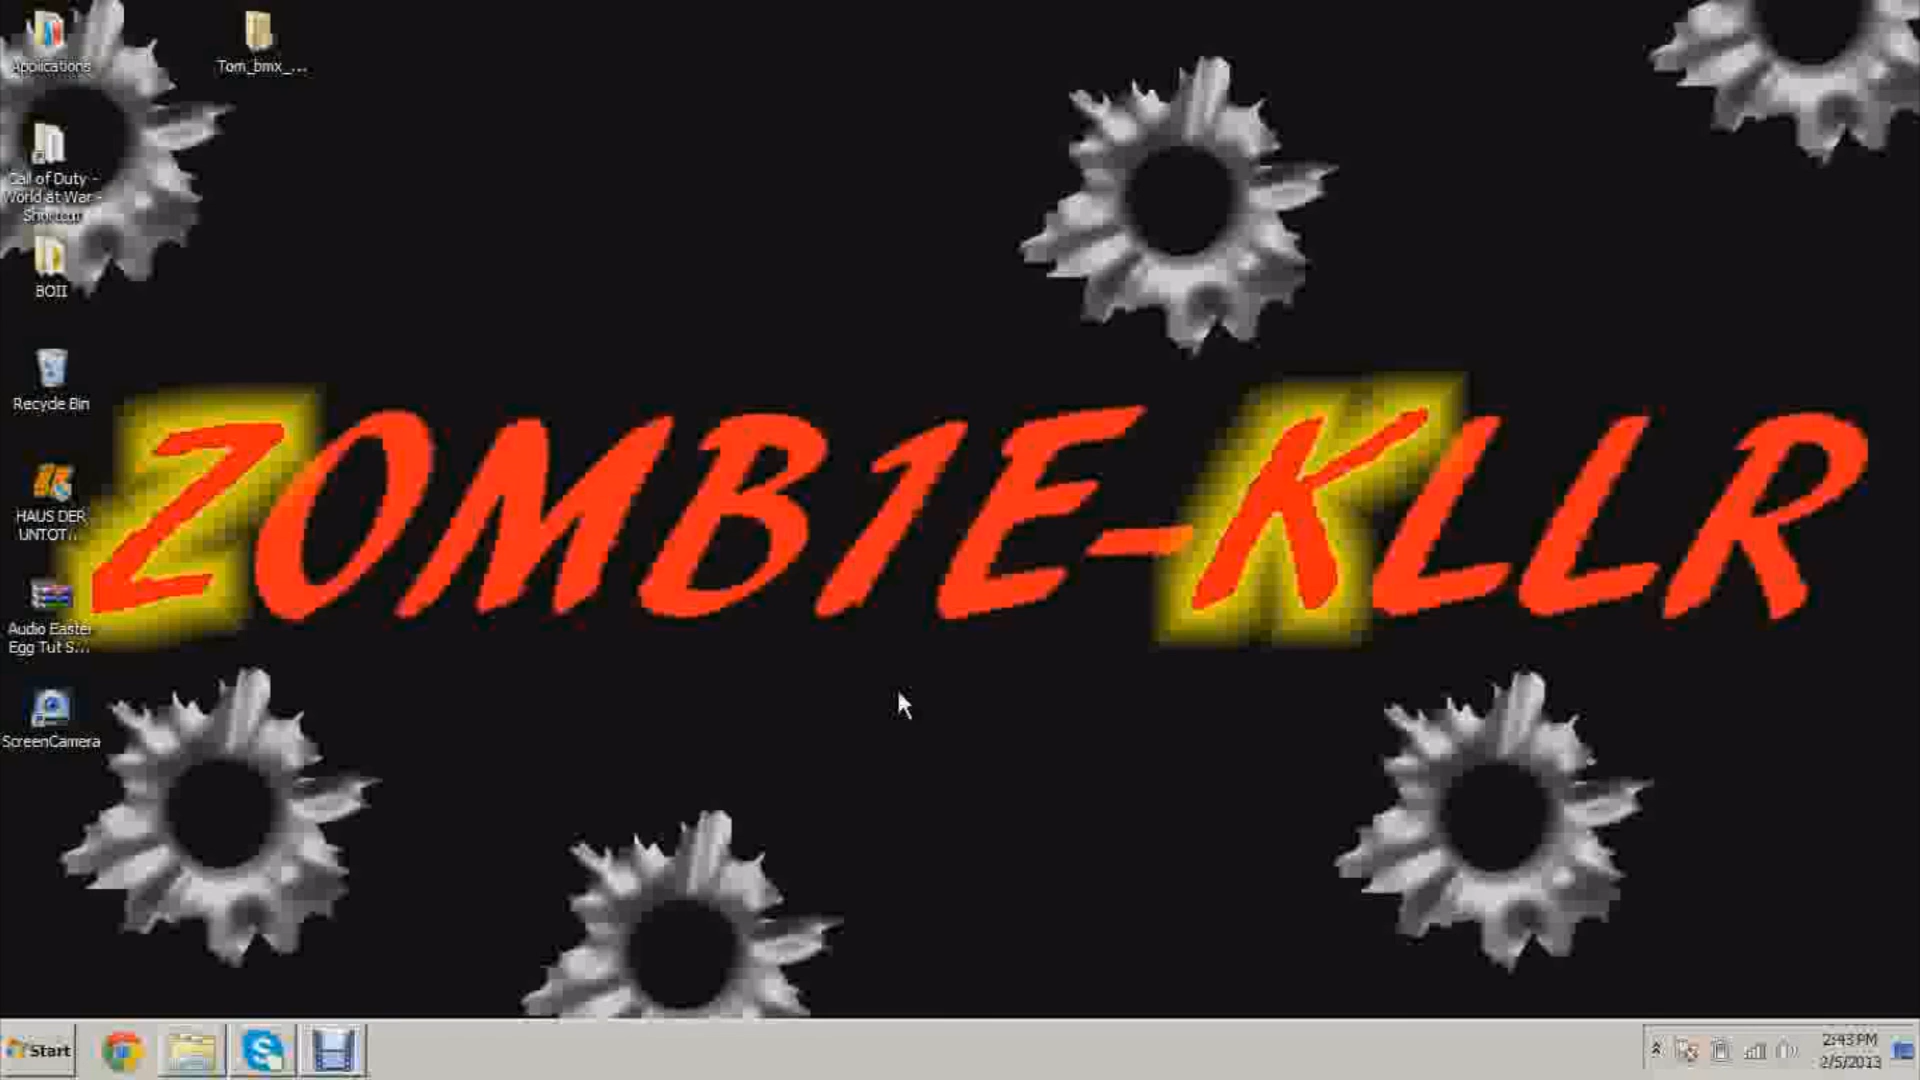 Applications
Tom_bmx_...
Call of Duty -
World at War -
Shortcut
BOII
Recycle Bin
HAUS DER
UNTOT...
Audio Easter
Egg Tut S...
ScreenCamera
ZOMB1E-KLLR
Start
2:43 PM
2/5/2013